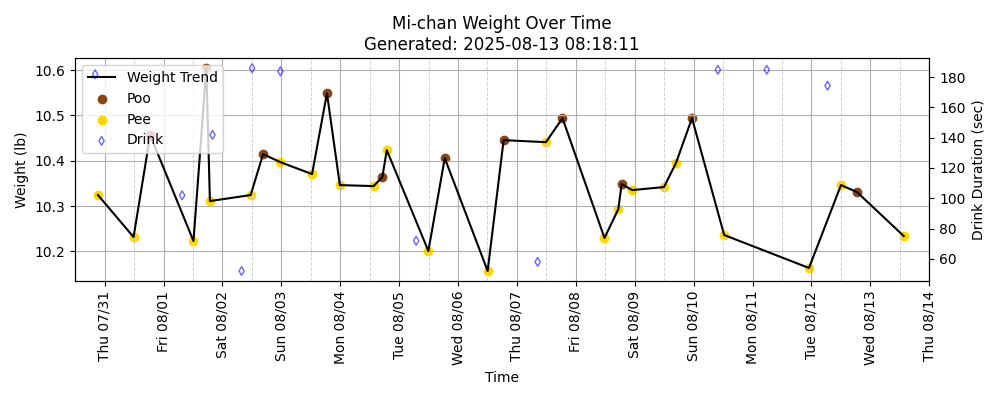 Mi-chan Weight Over Time
Generated: 2025-08-13 08:18:11
Weight Trend
Poo
Pee
Drink
Weight (lb)
10.6
10.5
10.4
10.3
10.2
180
160
140
120
100
80
60
Drink Duration (sec)
Thu 07/31
Fri 08/01
Sat 08/02
Sun 08/03
Mon 08/04
Tue 08/05
Wed 08/06
Thu 08/07
Fri 08/08
Sat 08/09
Sun 08/10
Mon 08/11
Tue 08/12
Wed 08/13
Thu 08/14
Time